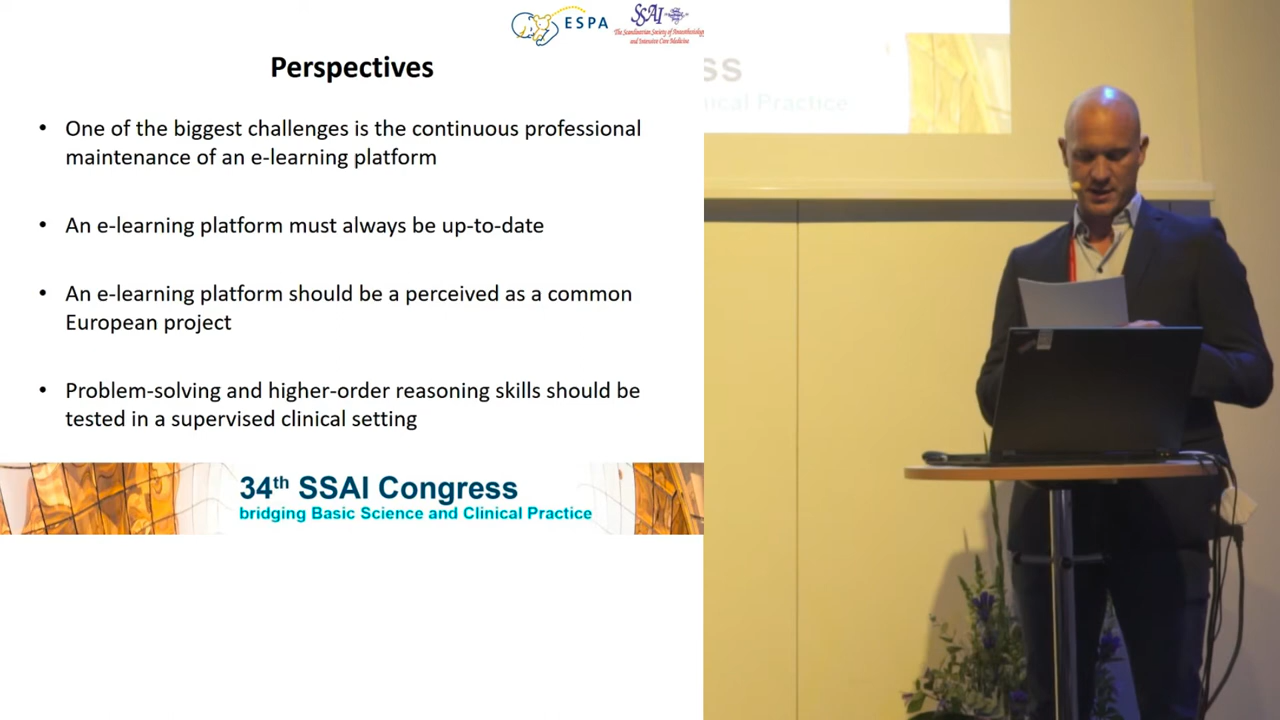 ESPA
SSAI
The Scandinavian Society of Anaesthesiology
and Intensive Care Medicine
Perspectives
• One of the biggest challenges is the continuous professional
maintenance of an e-learning platform
• An e-learning platform must always be up-to-date
• An e-learning platform should be a perceived as a common
European project
• Problem-solving and higher-order reasoning skills should be
tested in a supervised clinical setting
34th SSAI Congress
bridging Basic Science and Clinical Practice
ss
nical Practice